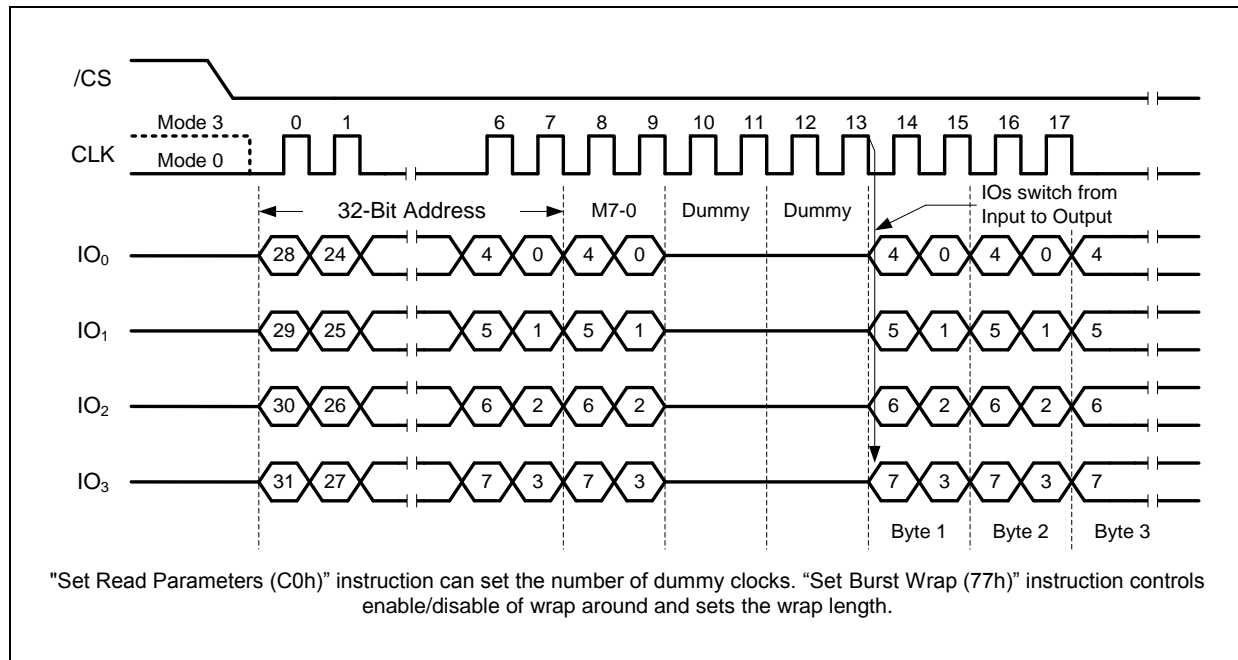 /CS
Mode 3 0 1 6 7 8 9 10 11 12 13 14 15 16 17
CLK
Mode 0
32-Bit Address M7-0 Dummy Dummy IOs switch from
Input to Output
IO₀ 28 24 4 0 4 0 4 0 4 0 4
IO₁ 29 25 5 1 5 1 5 1 5 1 5
IO₂ 30 26 6 2 6 2 6 2 6 2 6
IO₃ 31 27 7 3 7 3 7 3 7 3 7
Byte 1 Byte 2 Byte 3
"Set Read Parameters (C0h)” instruction can set the number of dummy clocks. “Set Burst Wrap (77h)” instruction controls
enable/disable of wrap around and sets the wrap length.